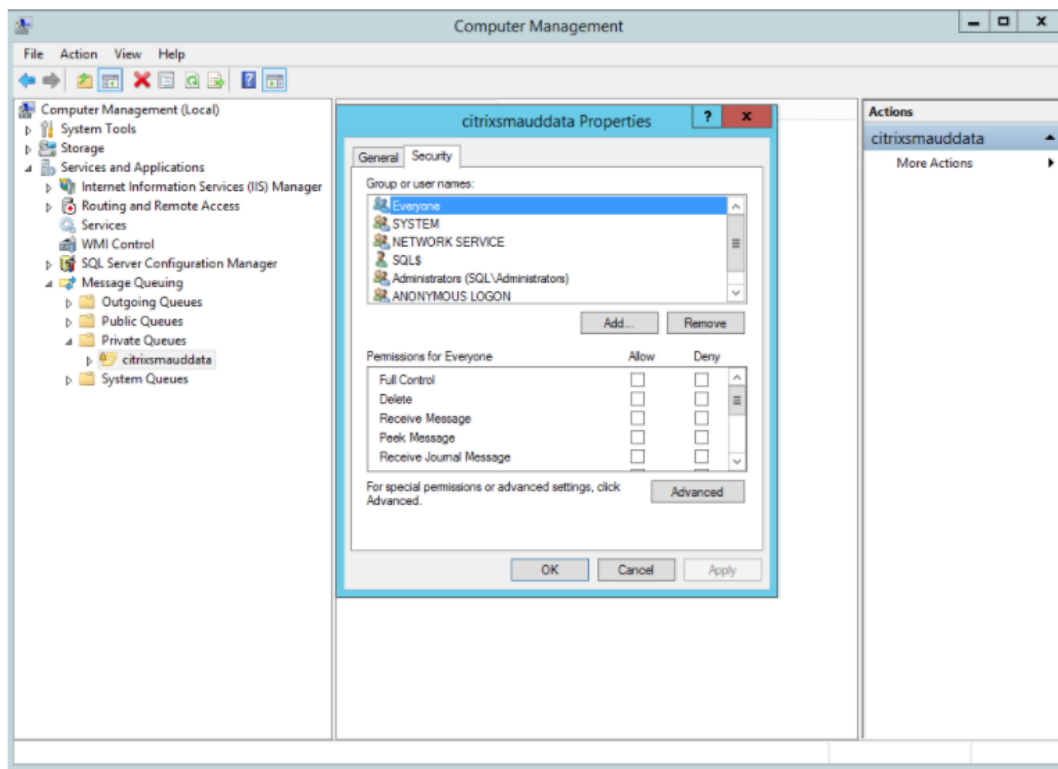 Computer Management
File Action View Help
Computer Management (Local)
System Tools
Storage
Services and Applications
Internet Information Services (IIS) Manager
Routing and Remote Access
Services
WMI Control
SQL Server Configuration Manager
Message Queuing
Outgoing Queues
Public Queues
Private Queues
citrixsmauddata
System Queues
citrixsmauddata Properties
? x
General Security
Group or user names:
Everyone
SYSTEM
NETWORK SERVICE
SQL$
Administrators (SQL\Administrators)
ANONYMOUS LOGON
Add... Remove
Permissions for Everyone Allow Deny
Full Control
Delete
Receive Message
Peek Message
Receive Journal Message
For special permissions or advanced settings, click
Advanced.
Advanced
OK Cancel Apply
Actions
citrixsmauddata
More Actions